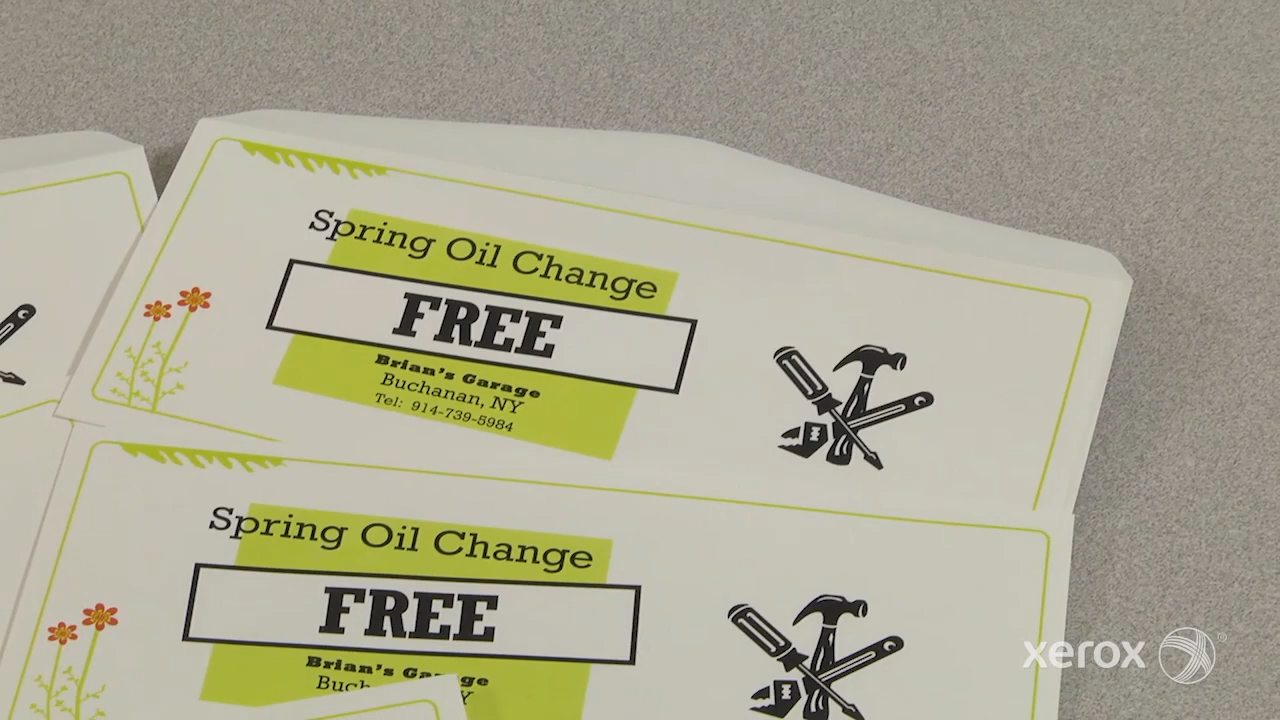 Spring Oil Change
FREE
Brian's Garage
Buchanan, NY
Tel: 914-739-5984
Spring Oil Change
FREE
Brian's Garage
xerox